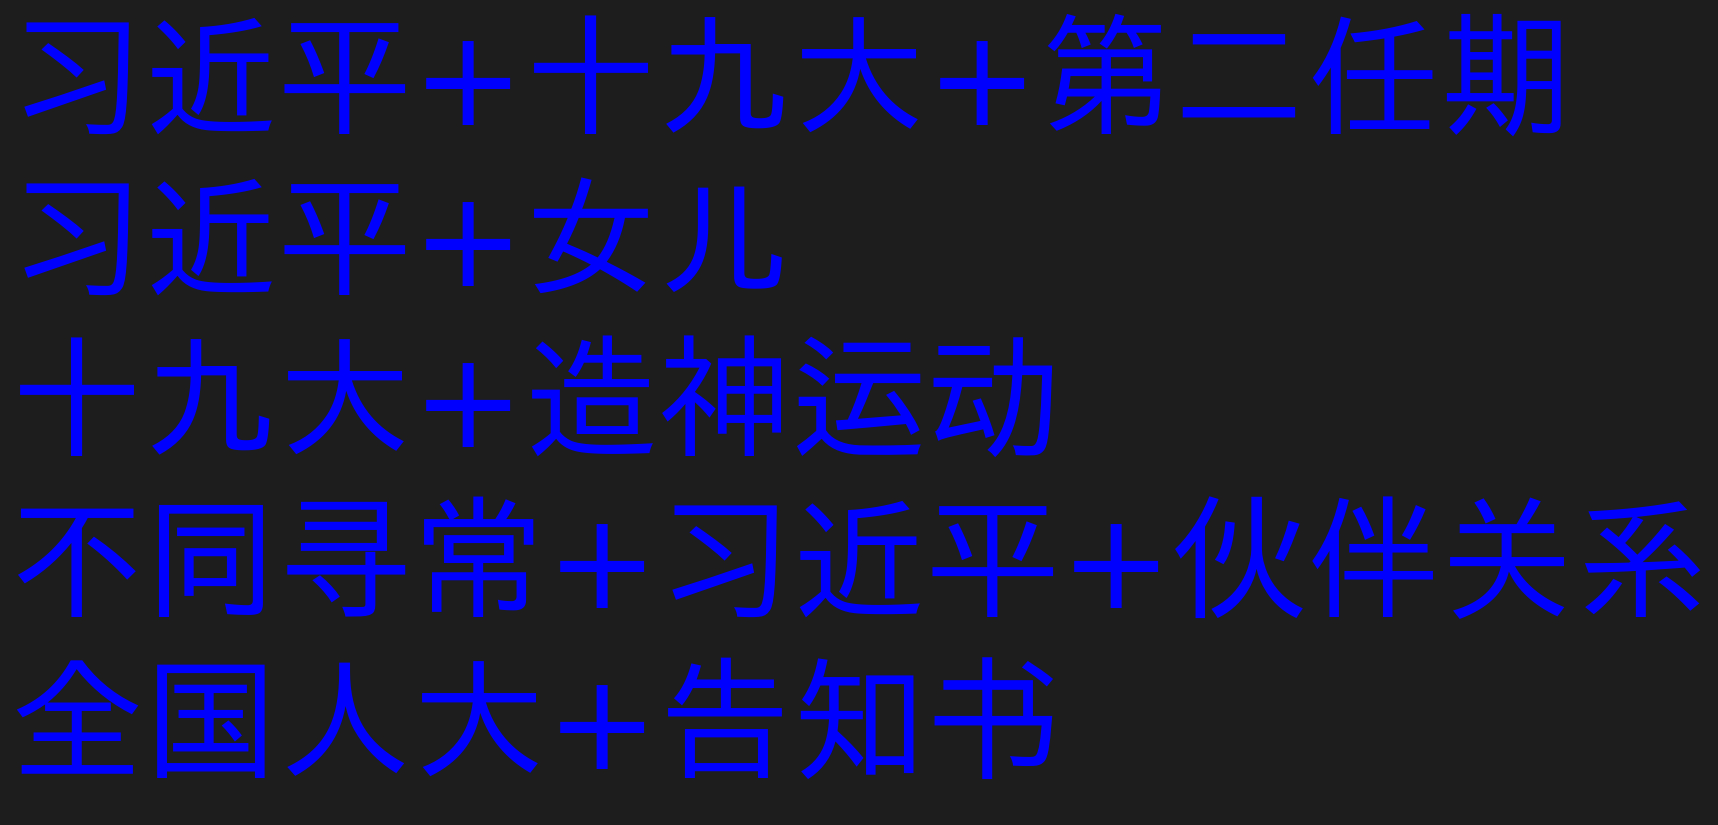 习近平+十九大+第二任期
习近平+女儿
十九大+造神运动
不同寻常+习近平+伙伴关系
全国人大+告知书